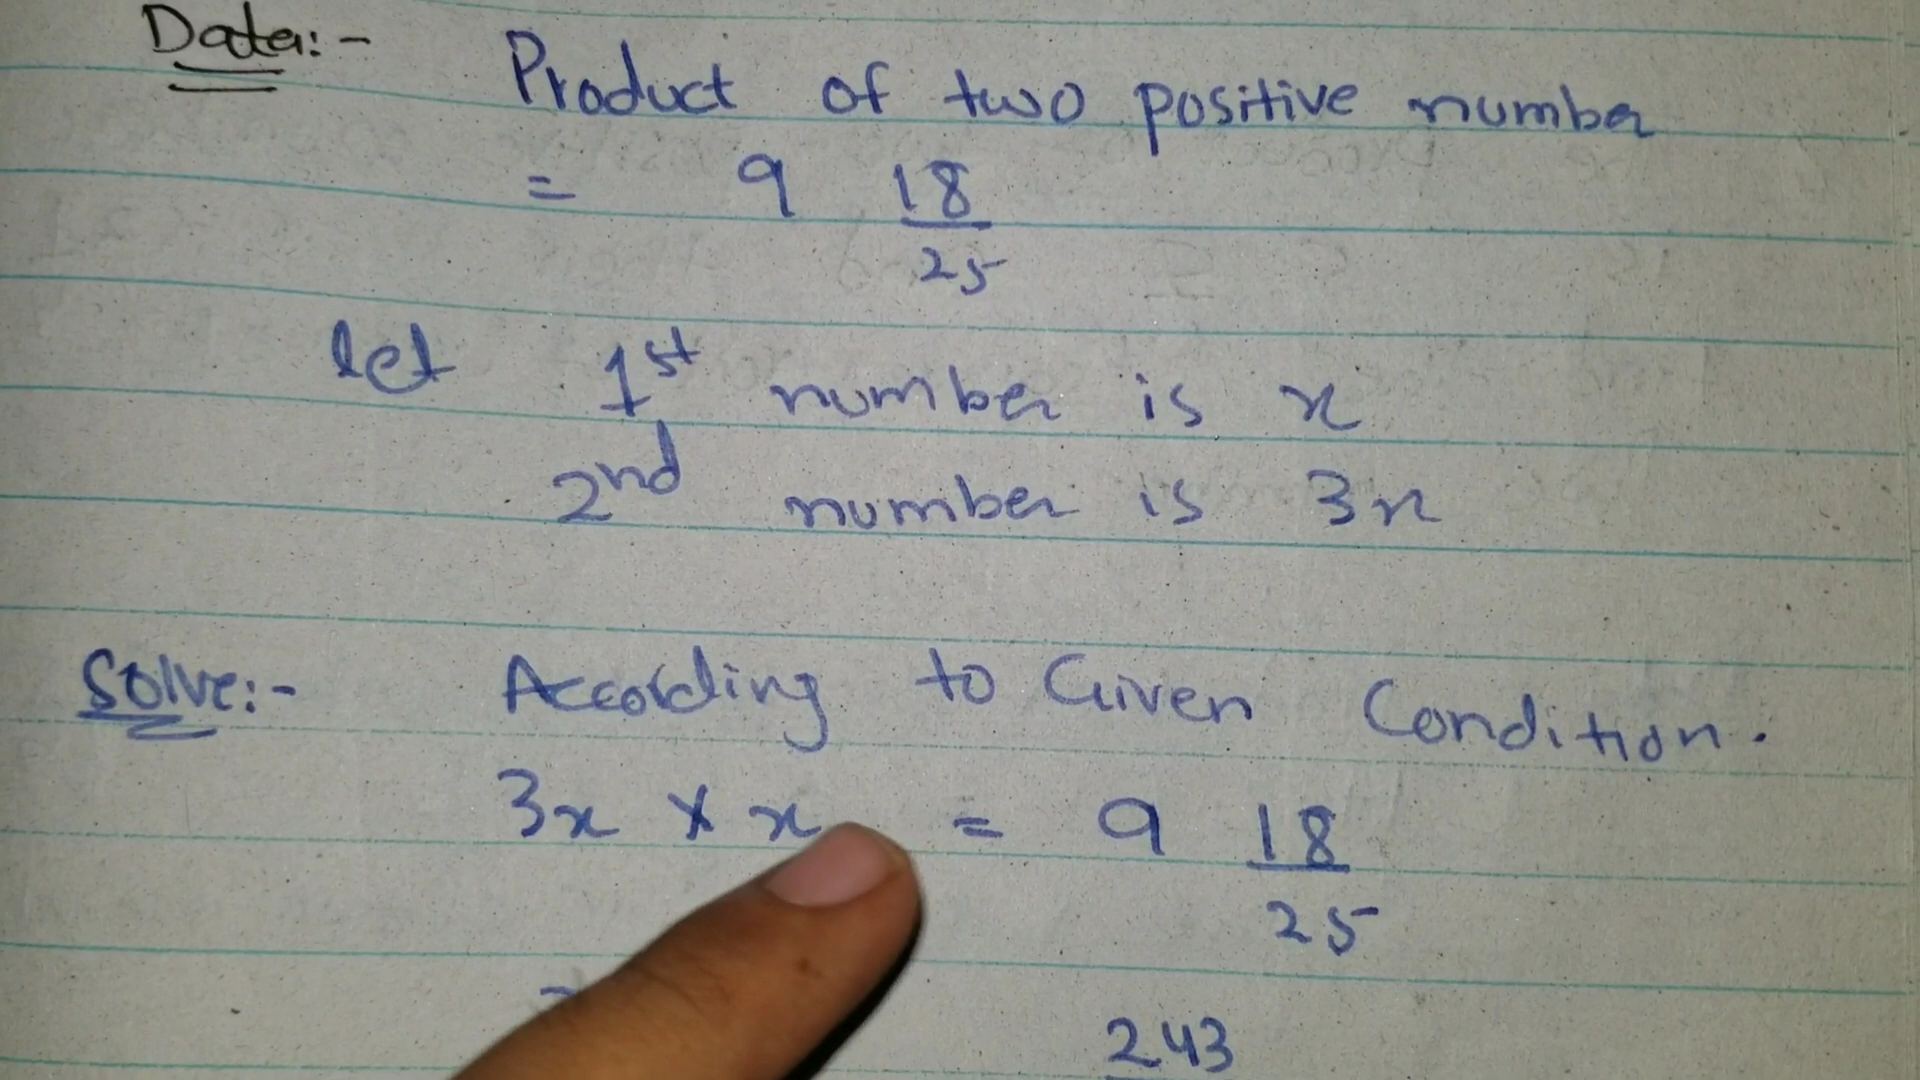 Data:-
Product of two positive number
= 9 18/25
let 1st number is x
2nd number is 3x
Solve:- According to Given Condition.
3x × x = 9 18/25
243